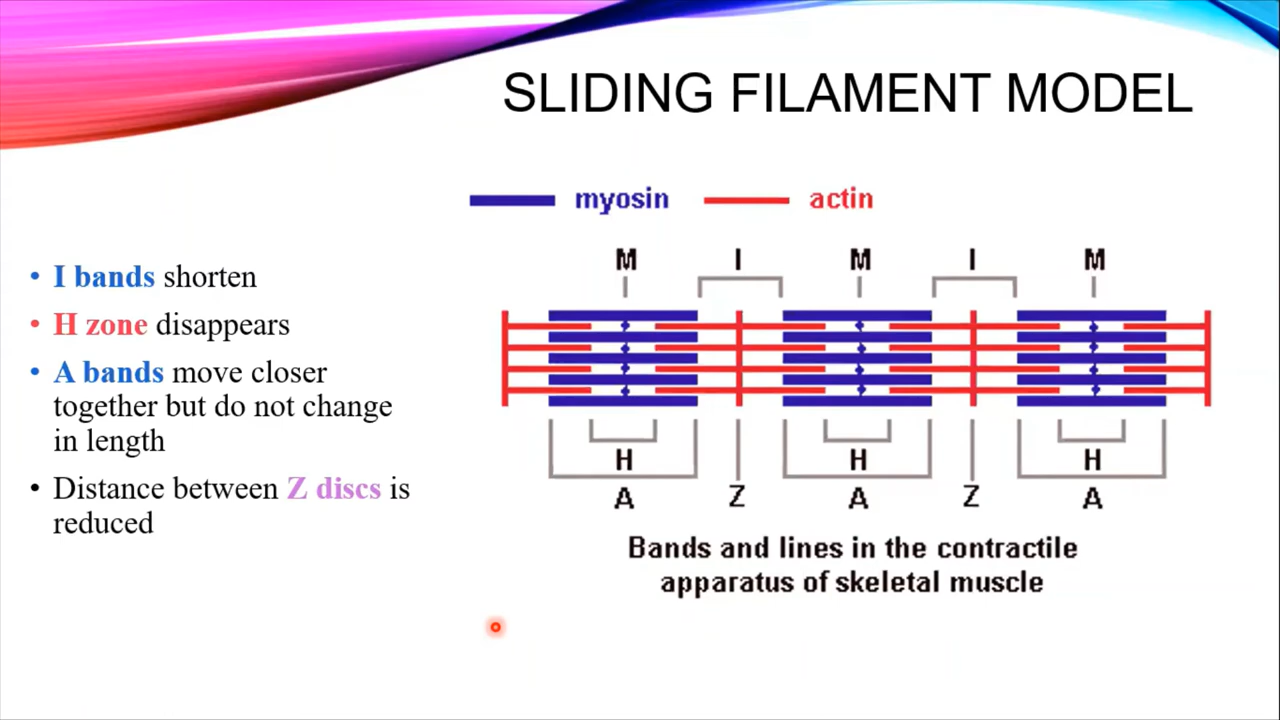 SLIDING FILAMENT MODEL
myosin actin
M I M I M
• I bands shorten
• H zone disappears
• A bands move closer
together but do not change
in length
• Distance between Z discs is
reduced
H H H
A Z A Z A
Bands and lines in the contractile
apparatus of skeletal muscle